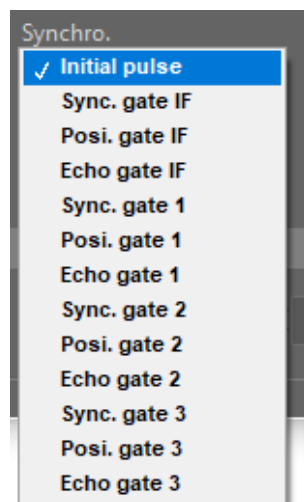 Synchro.
✓ Initial pulse
Sync. gate IF
Posi. gate IF
Echo gate IF
Sync. gate 1
Posi. gate 1
Echo gate 1
Sync. gate 2
Posi. gate 2
Echo gate 2
Sync. gate 3
Posi. gate 3
Echo gate 3